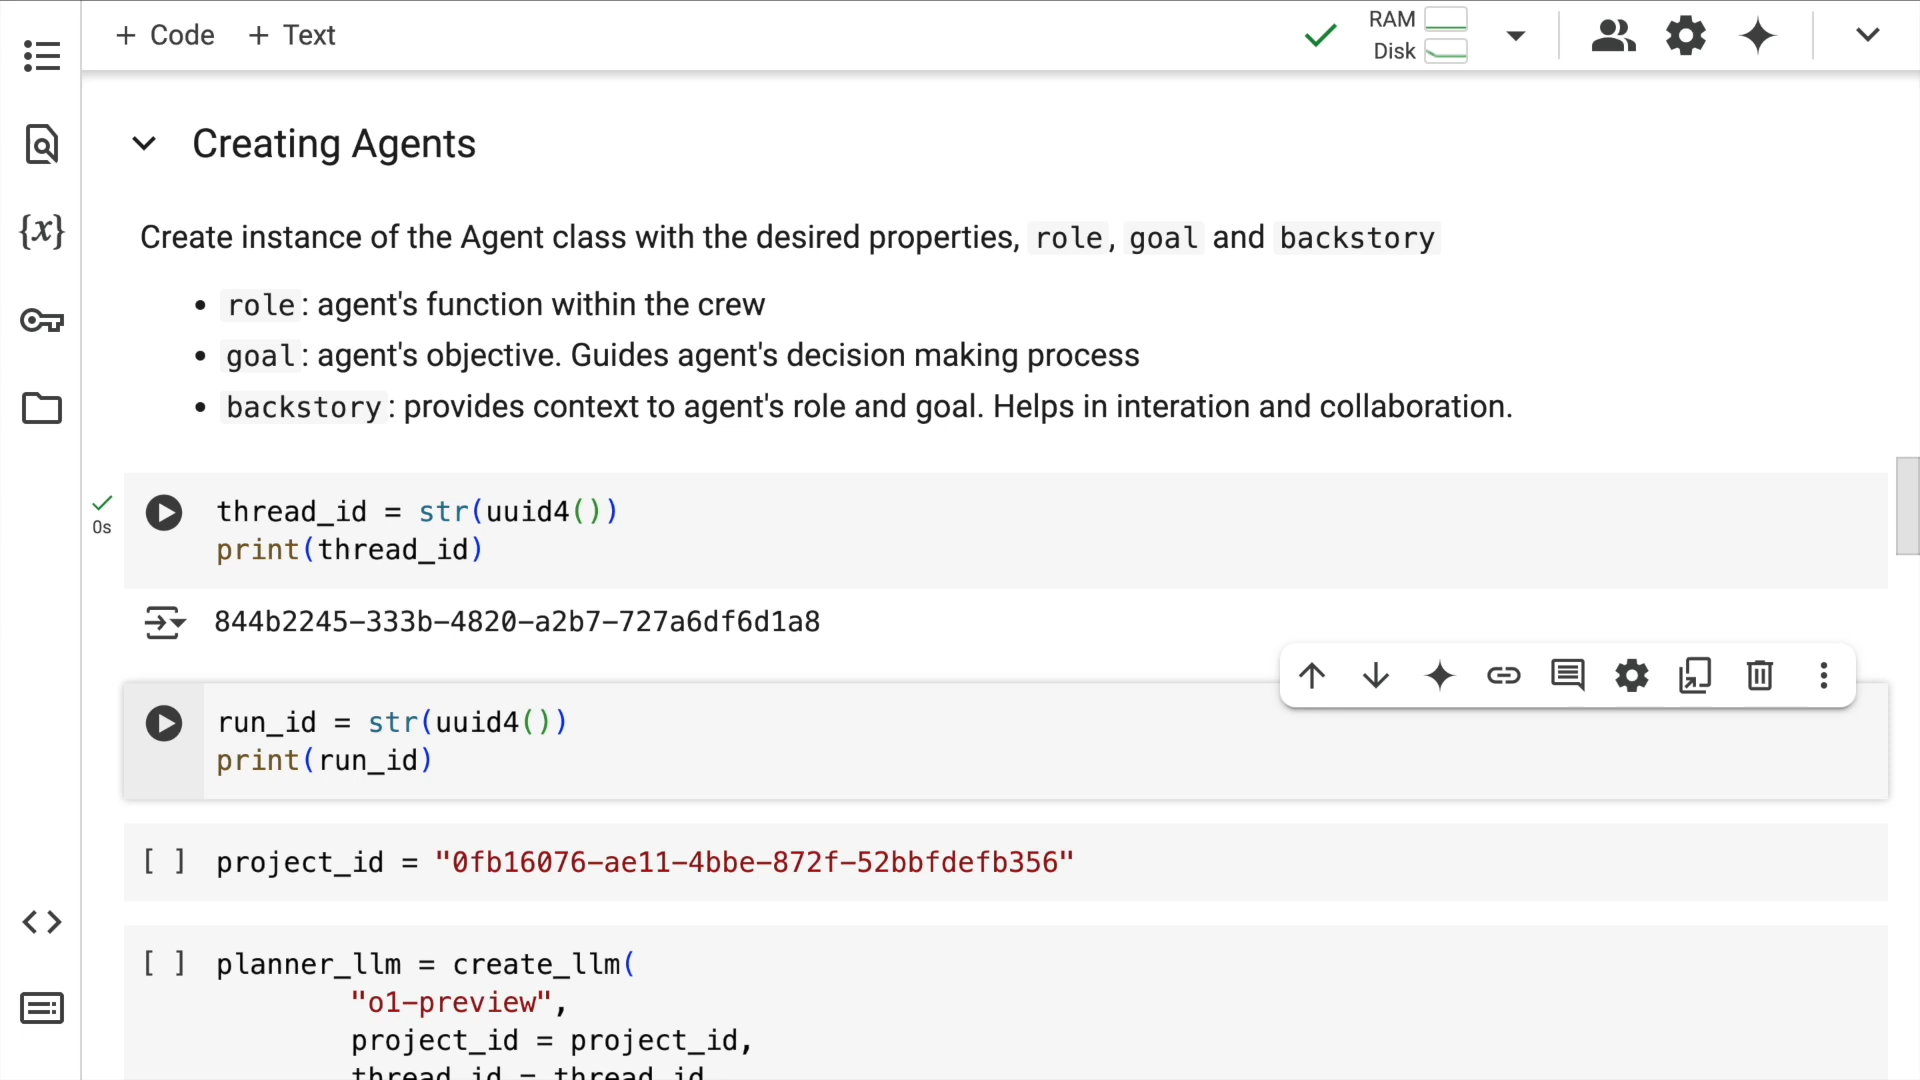 + Code + Text
RAM
Disk
Creating Agents
Create instance of the Agent class with the desired properties, role, goal and backstory
• role: agent's function within the crew
• goal: agent's objective. Guides agent's decision making process
• backstory: provides context to agent's role and goal. Helps in interation and collaboration.
0s
thread_id = str(uuid4())
print(thread_id)
844b2245-333b-4820-a2b7-727a6df6d1a8
run_id = str(uuid4())
print(run_id)
[ ] project_id = "0fb16076-ae11-4bbe-872f-52bbfdefb356"
[ ] planner_llm = create_llm(
"o1-preview",
project_id = project_id,
thread_id = thread_id